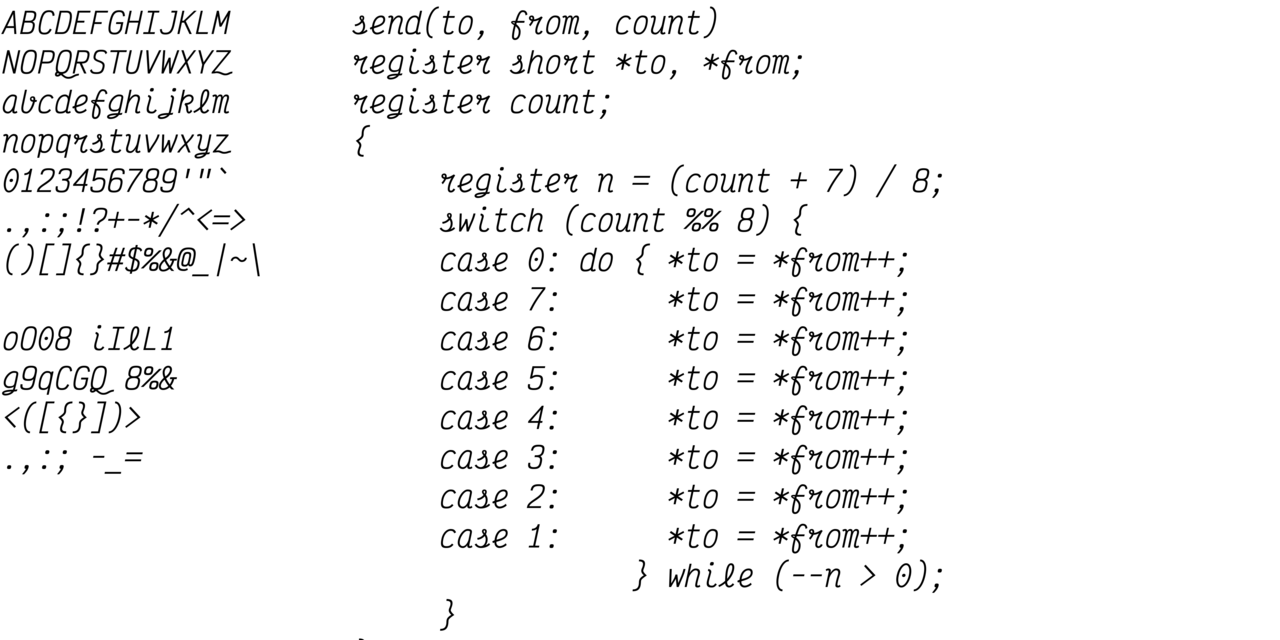 ABCDEFGHIJKLM
NOPQRSTUVWXYZ
abcdefghijklm
nopqrstuvwxyz
0123456789'"`
.,:;!?+-*/^<=>
()[]{}#$%&@_|~\
oO08 iIlL1
g9qCGQ 8%&
<([{}])>
.,:; -_=
send(to, from, count)
register short *to, *from;
register count;
{
register n = (count + 7) / 8;
switch (count %% 8) {
case 0: do { *to = *from++;
case 7: *to = *from++;
case 6: *to = *from++;
case 5: *to = *from++;
case 4: *to = *from++;
case 3: *to = *from++;
case 2: *to = *from++;
case 1: *to = *from++;
} while (--n > 0);
}